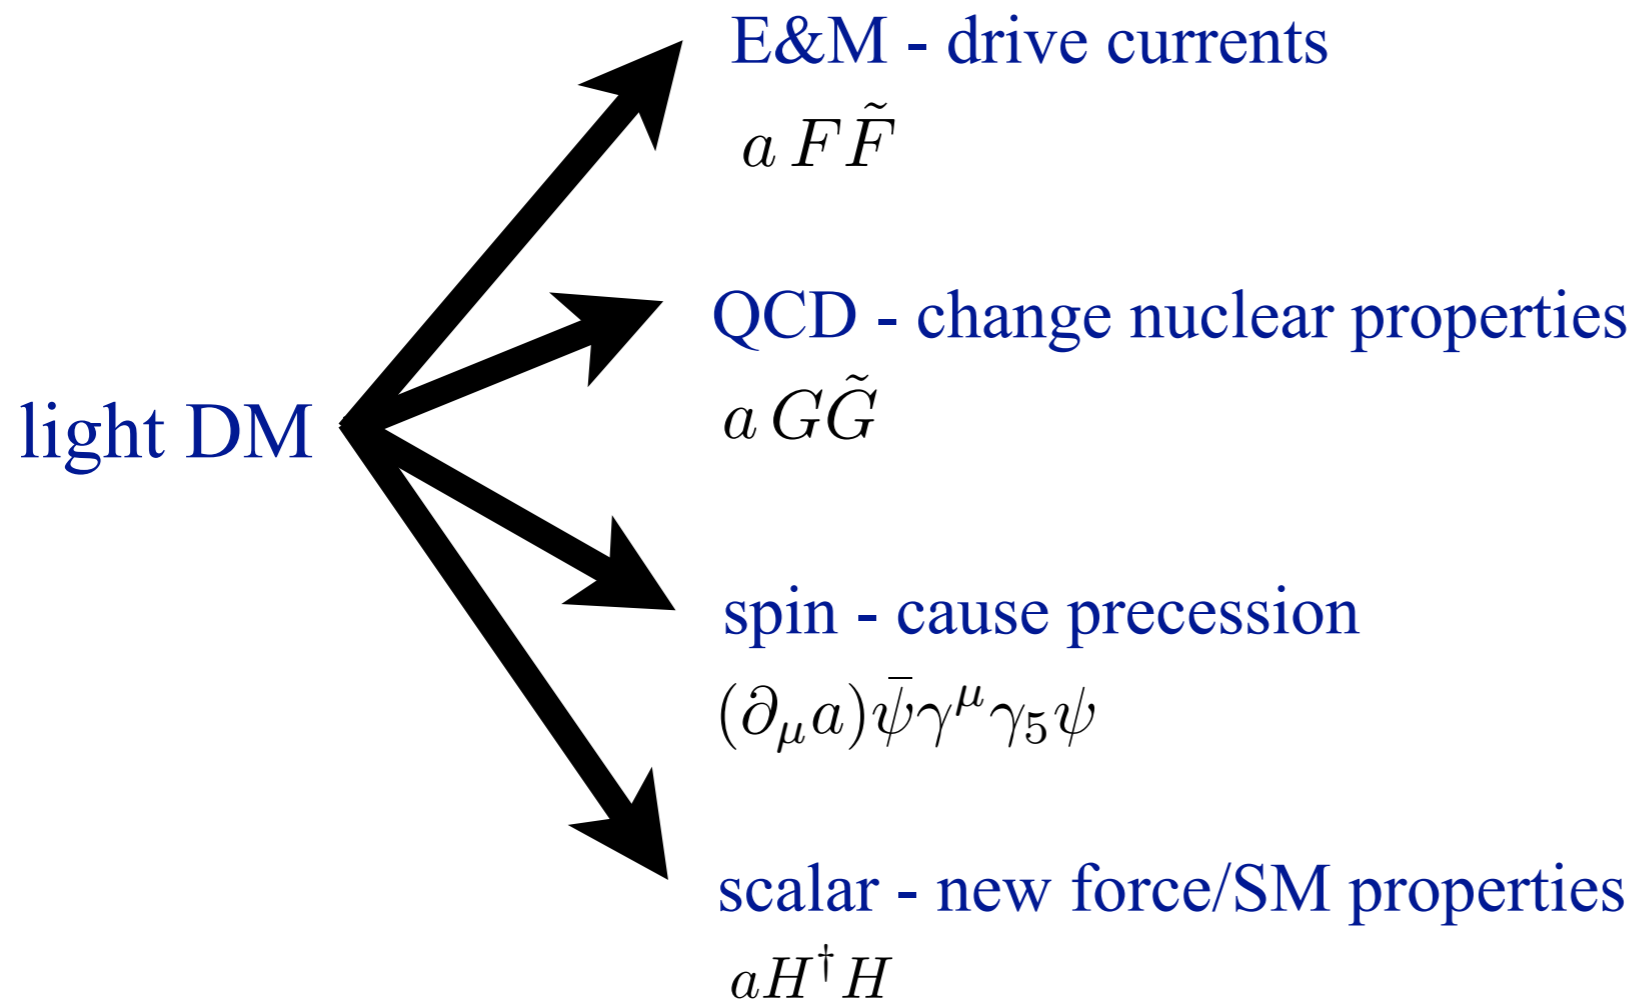 E&M - drive currents
a F F̃
QCD - change nuclear properties
a G G̃
light DM
spin - cause precession
(∂_μ a) ψ̄ γ^μ γ_5 ψ
scalar - new force/SM properties
a H^† H